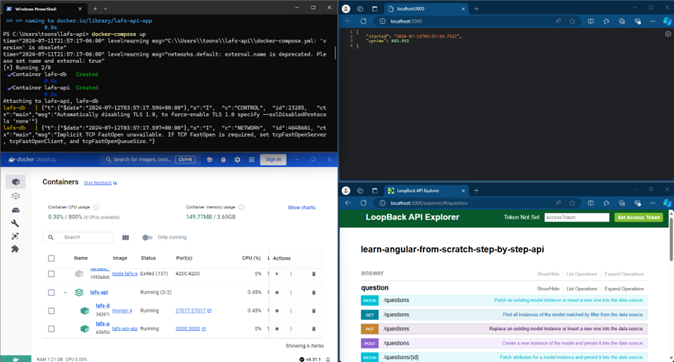 Windows PowerShell
=> => naming to docker.io/library/lafs-api-app
0.0s
PS C:\Users\toons\lafs-api> docker-compose up
time="2024-07-11T21:57:17-06:00" level=warning msg="C:\\Users\\toons\\lafs-api\\docker-compose.yml: 'v
ersion' is obsolete"
time="2024-07-11T21:57:17-06:00" level=warning msg="networks.default: external.name is deprecated. Ple
ase set name and external: true"
[+] Running 2/0
✔Container lafs-db Created
0.0s
✔Container lafs-api Created
0.0s
Attaching to lafs-api, lafs-db
lafs-db | {"t":{"$date":"2024-07-12T03:57:17.594+00:00"},"s":"I", "c":"CONTROL", "id":23285, "ct
x":"main","msg":"Automatically disabling TLS 1.0, to force-enable TLS 1.0 specify --sslDisabledProtoco
ls 'none'"}
lafs-db | {"t":{"$date":"2024-07-12T03:57:17.600+00:00"},"s":"I", "c":"NETWORK", "id":4648601, "ct
x":"main","msg":"Implicit TCP FastOpen unavailable. If TCP FastOpen is required, set tcpFastOpenServer
, tcpFastOpenClient, and tcpFastOpenQueueSize."}
localhost:3000
localhost:3000
{
"started": "2024-07-12T03:57:19.752Z",
"uptime": 882.952
}
docker desktop
Search for images, cont...
Ctrl+K
Sign in
Containers
Give feedback
Container CPU usage
Container memory usage
Show charts
0.30% / 800% (8 CPUs available)
149.77MB / 3.65GB
Search
Only running
Name Image Status Port(s) CPU (%) Actions
node-lafs-a Exited (137) 4200:4200 0%
lafs-api Running (2/2) 0.45%
lafs-d mongo:4 Running 27017:27017 0.45%
lafs-a lafs-api-app Running 3000:3000 0%
Showing 6 items
RAM 1.21 GB CPU 0.00%
v4.31.1
LoopBack API Explorer
localhost:3000/explorer/#/question
LoopBack API Explorer
Token Not Set
accessToken
Set Access Token
learn-angular-from-scratch-step-by-step-api
answer
Show/Hide List Operations Expand Operations
question
Show/Hide List Operations Expand Operations
PATCH /questions Patch an existing model instance or insert a new one into the data source.
GET /questions Find all instances of the model matched by filter from the data source.
PUT /questions Replace an existing model instance or insert a new one into the data source.
POST /questions Create a new instance of the model and persist it into the data source.
PATCH /questions/{id} Patch attributes for a model instance and persist it into the data source.